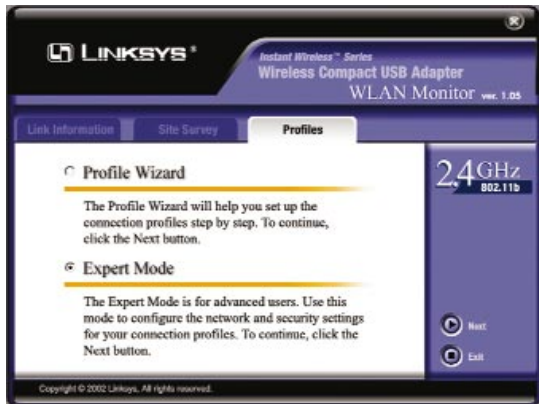 LINKSYS®
Instant Wireless™ Series
Wireless Compact USB Adapter
WLAN Monitor ver. 1.05
Link Information
Site Survey
Profiles
Profile Wizard
The Profile Wizard will help you set up the
connection profiles step by step. To continue,
click the Next button.
Expert Mode
The Expert Mode is for advanced users. Use this
mode to configure the network and security settings
for your connection profiles. To continue, click the
Next button.
2.4GHz
802.11b
Next
Exit
Copyright © 2002 Linksys, All rights reserved.